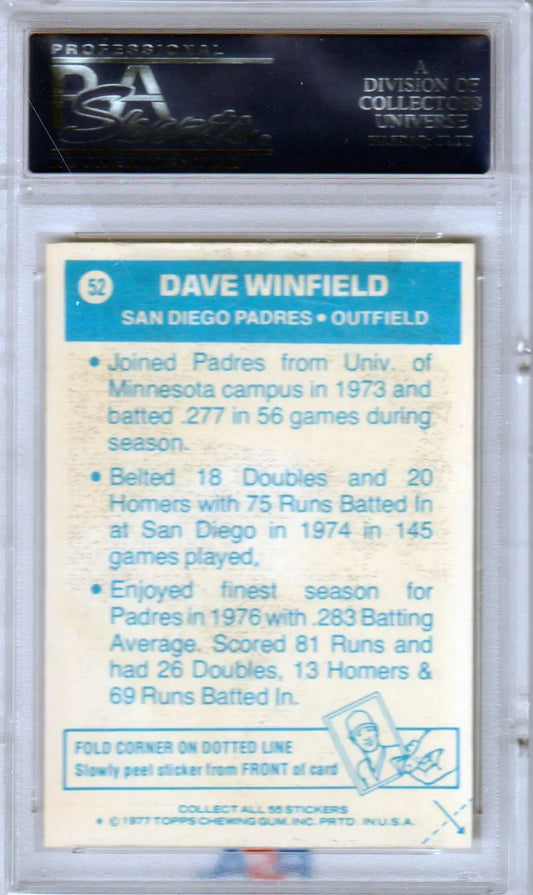 PROFESSIONAL
PSA
Sports
AUTHENTICATED
A
DIVISION OF
COLLECTORS
UNIVERSE
NASDAQ: CLCT
52
DAVE WINFIELD
SAN DIEGO PADRES • OUTFIELD
• Joined Padres from Univ. of
Minnesota campus in 1973 and
batted .277 in 56 games during
season.
• Belted 18 Doubles and 20
Homers with 75 Runs Batted In
at San Diego in 1974 in 145
games played,
• Enjoyed finest season for
Padres in 1976 with .283 Batting
Average. Scored 81 Runs and
had 26 Doubles, 13 Homers &
69 Runs Batted In.
FOLD CORNER ON DOTTED LINE
Slowly peel sticker from FRONT of card
COLLECT ALL 55 STICKERS
* © 1977 TOPPS CHEWING GUM, INC. PRTD. IN U.S.A.